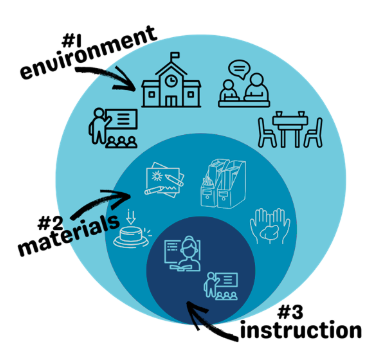 #1
environment
#2
materials
#3
instruction